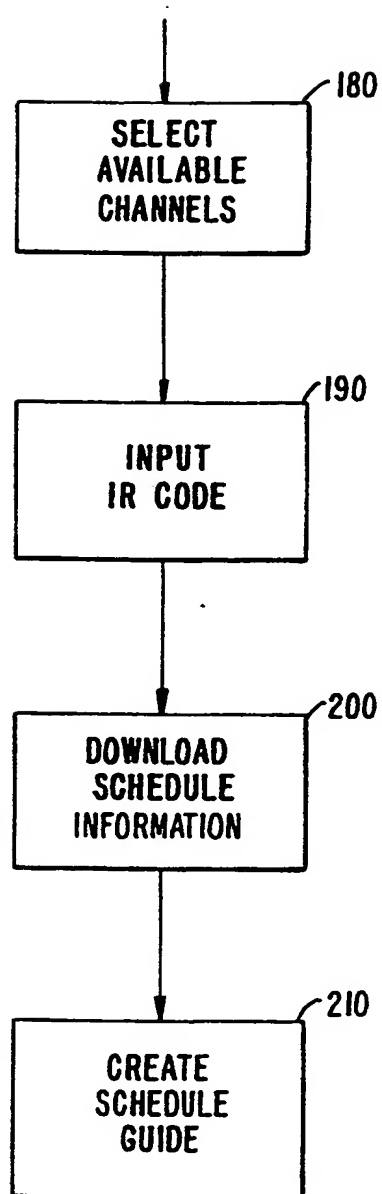 180
SELECT
AVAILABLE
CHANNELS
190
INPUT
IR CODE
200
DOWNLOAD
SCHEDULE
INFORMATION
210
CREATE
SCHEDULE
GUIDE